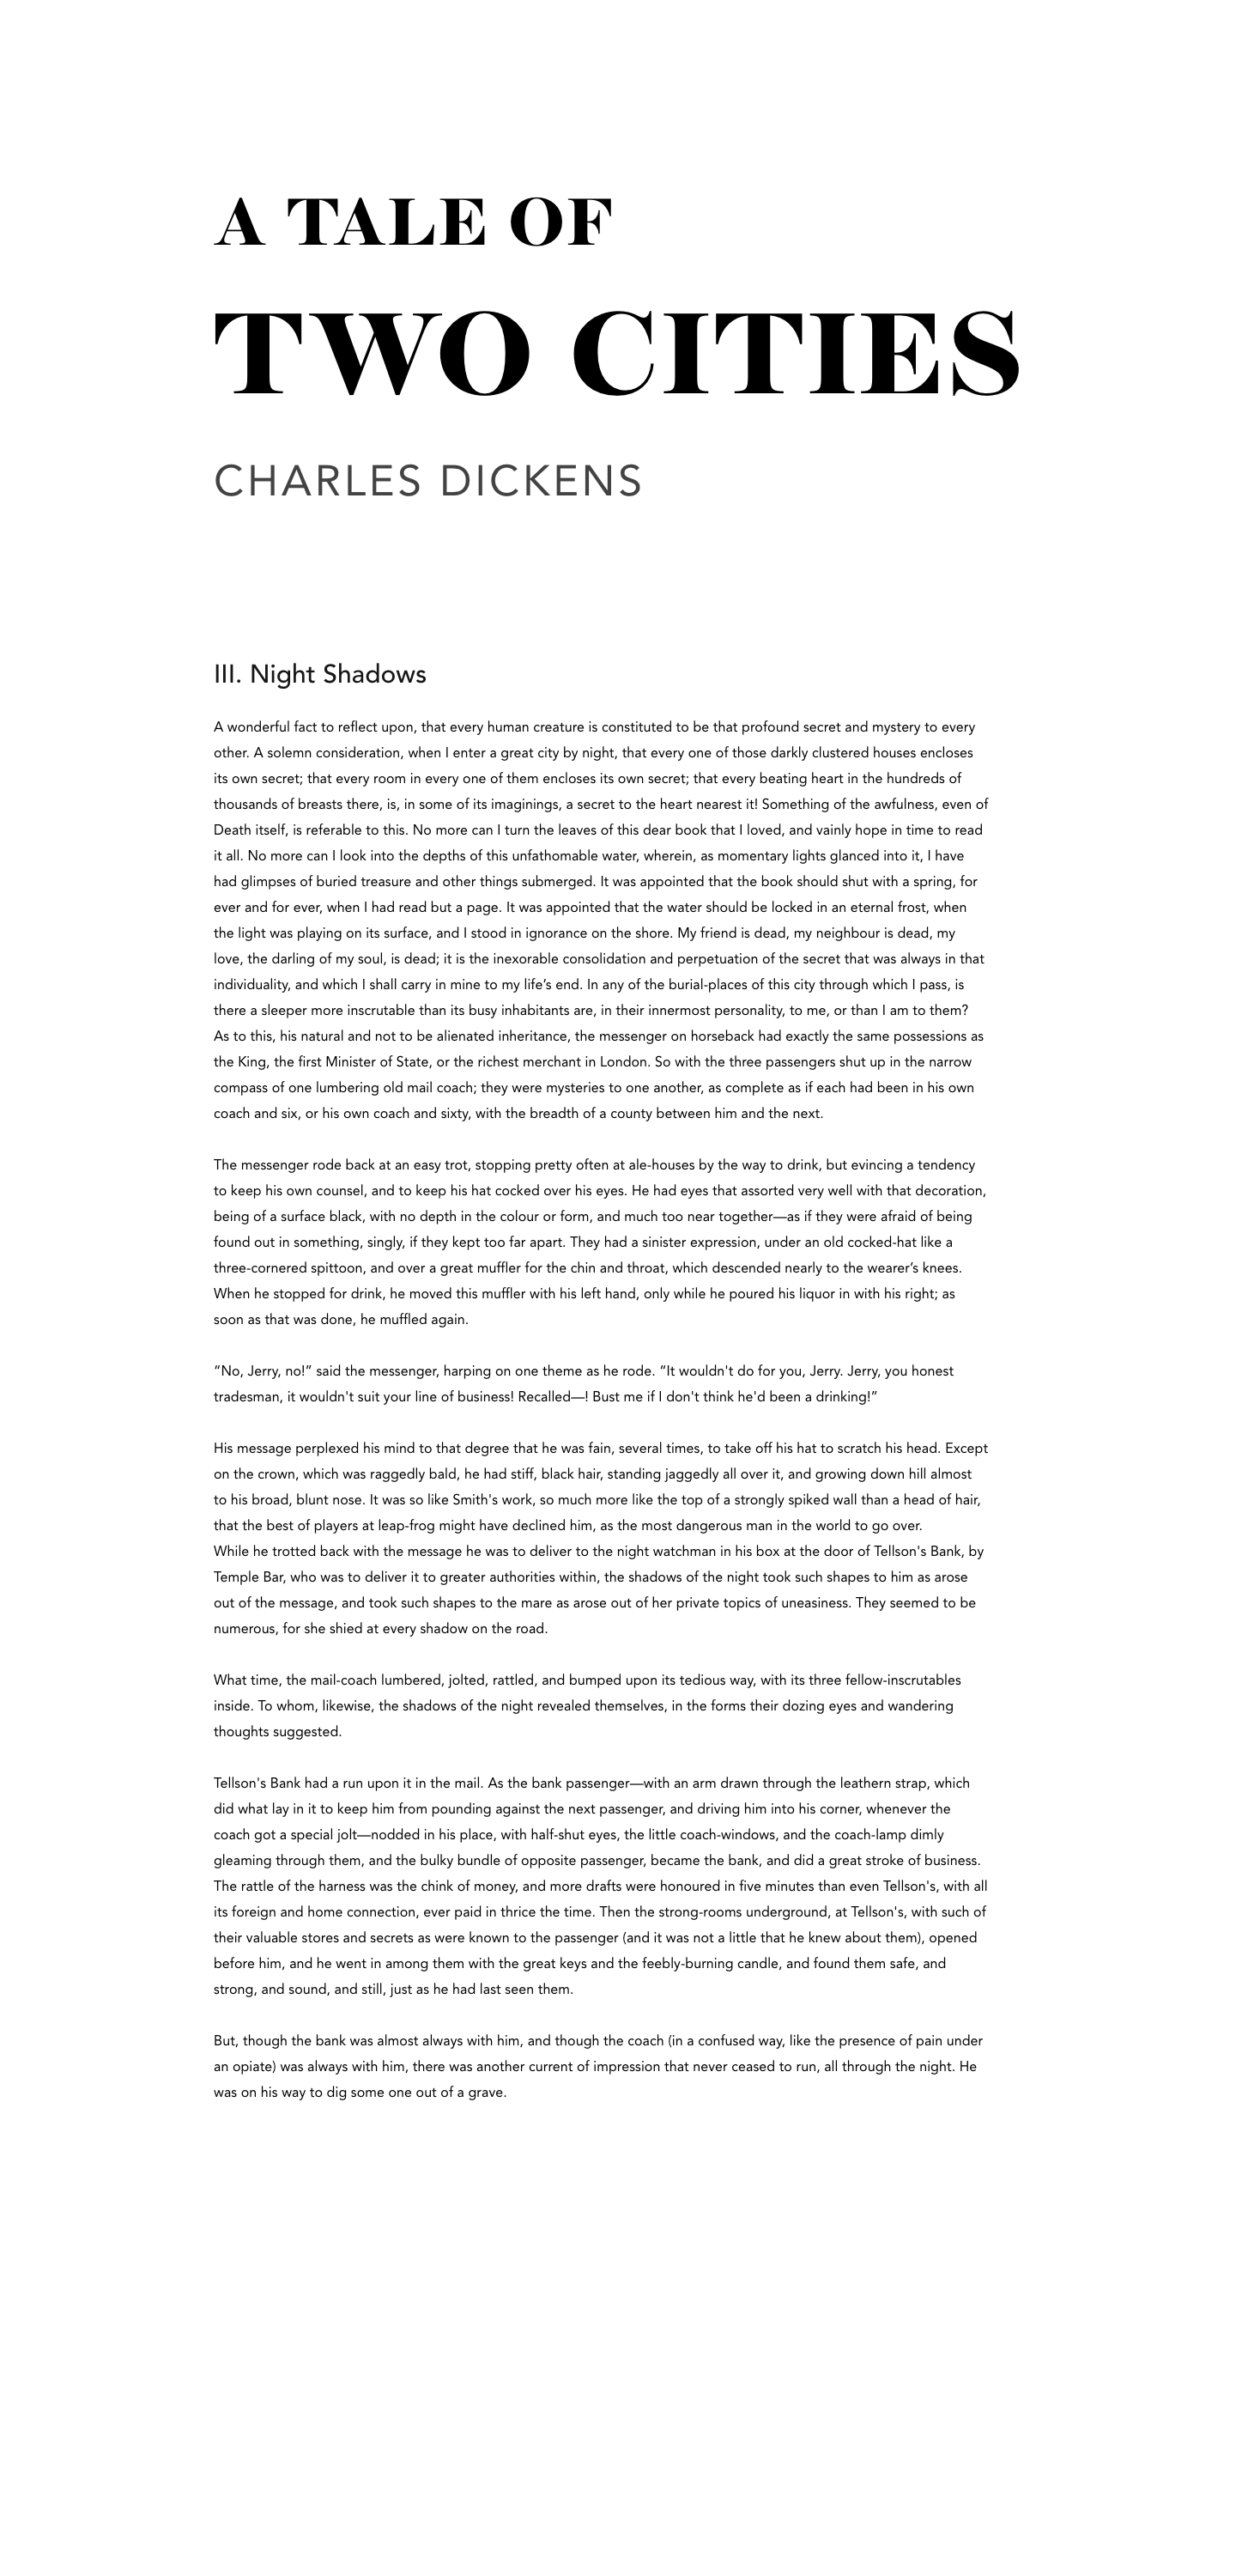 A TALE OF
TWO CITIES
CHARLES DICKENS
III. Night Shadows
A wonderful fact to reflect upon, that every human creature is constituted to be that profound secret and mystery to every
other. A solemn consideration, when I enter a great city by night, that every one of those darkly clustered houses encloses
its own secret; that every room in every one of them encloses its own secret; that every beating heart in the hundreds of
thousands of breasts there, is, in some of its imaginings, a secret to the heart nearest it! Something of the awfulness, even of
Death itself, is referable to this. No more can I turn the leaves of this dear book that I loved, and vainly hope in time to read
it all. No more can I look into the depths of this unfathomable water, wherein, as momentary lights glanced into it, I have
had glimpses of buried treasure and other things submerged. It was appointed that the book should shut with a spring, for
ever and for ever, when I had read but a page. It was appointed that the water should be locked in an eternal frost, when
the light was playing on its surface, and I stood in ignorance on the shore. My friend is dead, my neighbour is dead, my
love, the darling of my soul, is dead; it is the inexorable consolidation and perpetuation of the secret that was always in that
individuality, and which I shall carry in mine to my life’s end. In any of the burial-places of this city through which I pass, is
there a sleeper more inscrutable than its busy inhabitants are, in their innermost personality, to me, or than I am to them?
As to this, his natural and not to be alienated inheritance, the messenger on horseback had exactly the same possessions as
the King, the first Minister of State, or the richest merchant in London. So with the three passengers shut up in the narrow
compass of one lumbering old mail coach; they were mysteries to one another, as complete as if each had been in his own
coach and six, or his own coach and sixty, with the breadth of a county between him and the next.
The messenger rode back at an easy trot, stopping pretty often at ale-houses by the way to drink, but evincing a tendency
to keep his own counsel, and to keep his hat cocked over his eyes. He had eyes that assorted very well with that decoration,
being of a surface black, with no depth in the colour or form, and much too near together—as if they were afraid of being
found out in something, singly, if they kept too far apart. They had a sinister expression, under an old cocked-hat like a
three-cornered spittoon, and over a great muffler for the chin and throat, which descended nearly to the wearer’s knees.
When he stopped for drink, he moved this muffler with his left hand, only while he poured his liquor in with his right; as
soon as that was done, he muffled again.
“No, Jerry, no!” said the messenger, harping on one theme as he rode. “It wouldn't do for you, Jerry. Jerry, you honest
tradesman, it wouldn't suit your line of business! Recalled—! Bust me if I don't think he'd been a drinking!”
His message perplexed his mind to that degree that he was fain, several times, to take off his hat to scratch his head. Except
on the crown, which was raggedly bald, he had stiff, black hair, standing jaggedly all over it, and growing down hill almost
to his broad, blunt nose. It was so like Smith's work, so much more like the top of a strongly spiked wall than a head of hair,
that the best of players at leap-frog might have declined him, as the most dangerous man in the world to go over.
While he trotted back with the message he was to deliver to the night watchman in his box at the door of Tellson's Bank, by
Temple Bar, who was to deliver it to greater authorities within, the shadows of the night took such shapes to him as arose
out of the message, and took such shapes to the mare as arose out of her private topics of uneasiness. They seemed to be
numerous, for she shied at every shadow on the road.
What time, the mail-coach lumbered, jolted, rattled, and bumped upon its tedious way, with its three fellow-inscrutables
inside. To whom, likewise, the shadows of the night revealed themselves, in the forms their dozing eyes and wandering
thoughts suggested.
Tellson's Bank had a run upon it in the mail. As the bank passenger—with an arm drawn through the leathern strap, which
did what lay in it to keep him from pounding against the next passenger, and driving him into his corner, whenever the
coach got a special jolt—nodded in his place, with half-shut eyes, the little coach-windows, and the coach-lamp dimly
gleaming through them, and the bulky bundle of opposite passenger, became the bank, and did a great stroke of business.
The rattle of the harness was the chink of money, and more drafts were honoured in five minutes than even Tellson's, with all
its foreign and home connection, ever paid in thrice the time. Then the strong-rooms underground, at Tellson's, with such of
their valuable stores and secrets as were known to the passenger (and it was not a little that he knew about them), opened
before him, and he went in among them with the great keys and the feebly-burning candle, and found them safe, and
strong, and sound, and still, just as he had last seen them.
But, though the bank was almost always with him, and though the coach (in a confused way, like the presence of pain under
an opiate) was always with him, there was another current of impression that never ceased to run, all through the night. He
was on his way to dig some one out of a grave.